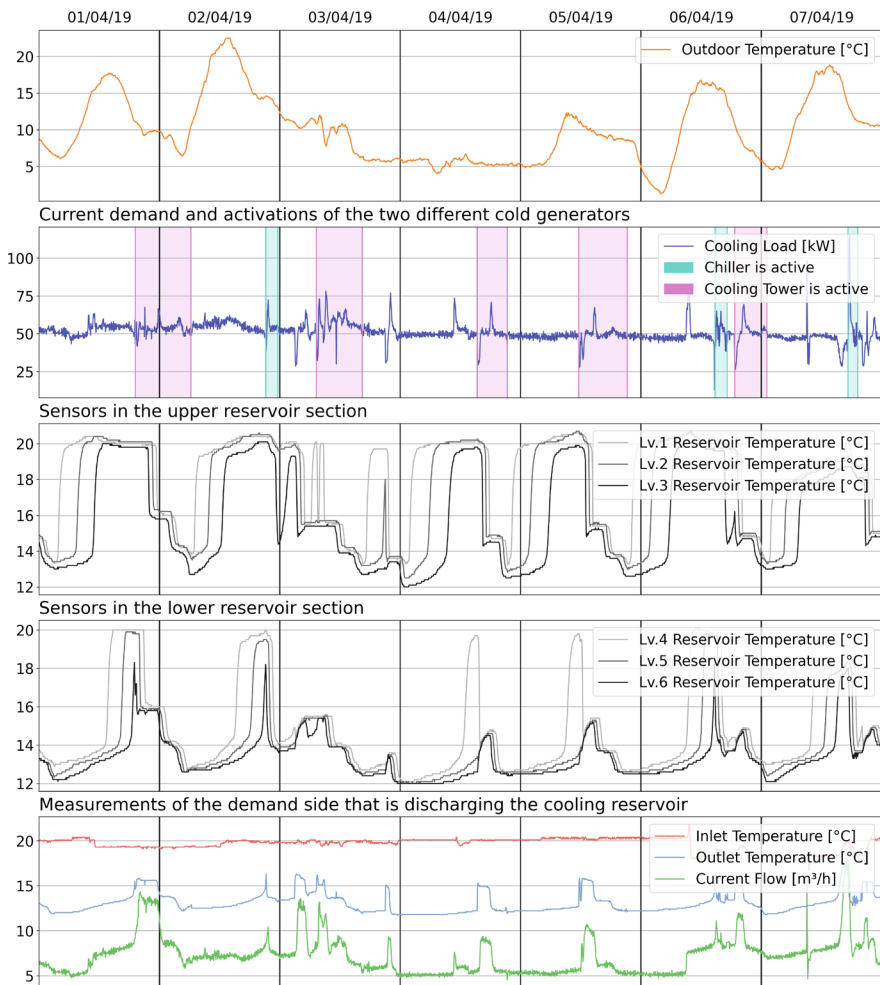 01/04/19 02/04/19 03/04/19 04/04/19 05/04/19 06/04/19 07/04/19
Outdoor Temperature [°C]
20
15
10
5
Current demand and activations of the two different cold generators
Cooling Load [kW]
Chiller is active
Cooling Tower is active
100
75
50
25
Sensors in the upper reservoir section
Lv.1 Reservoir Temperature [°C]
Lv.2 Reservoir Temperature [°C]
Lv.3 Reservoir Temperature [°C]
20
18
16
14
12
Sensors in the lower reservoir section
Lv.4 Reservoir Temperature [°C]
Lv.5 Reservoir Temperature [°C]
Lv.6 Reservoir Temperature [°C]
20
18
16
14
12
Measurements of the demand side that is discharging the cooling reservoir
Inlet Temperature [°C]
Outlet Temperature [°C]
Current Flow [m³/h]
20
15
10
5